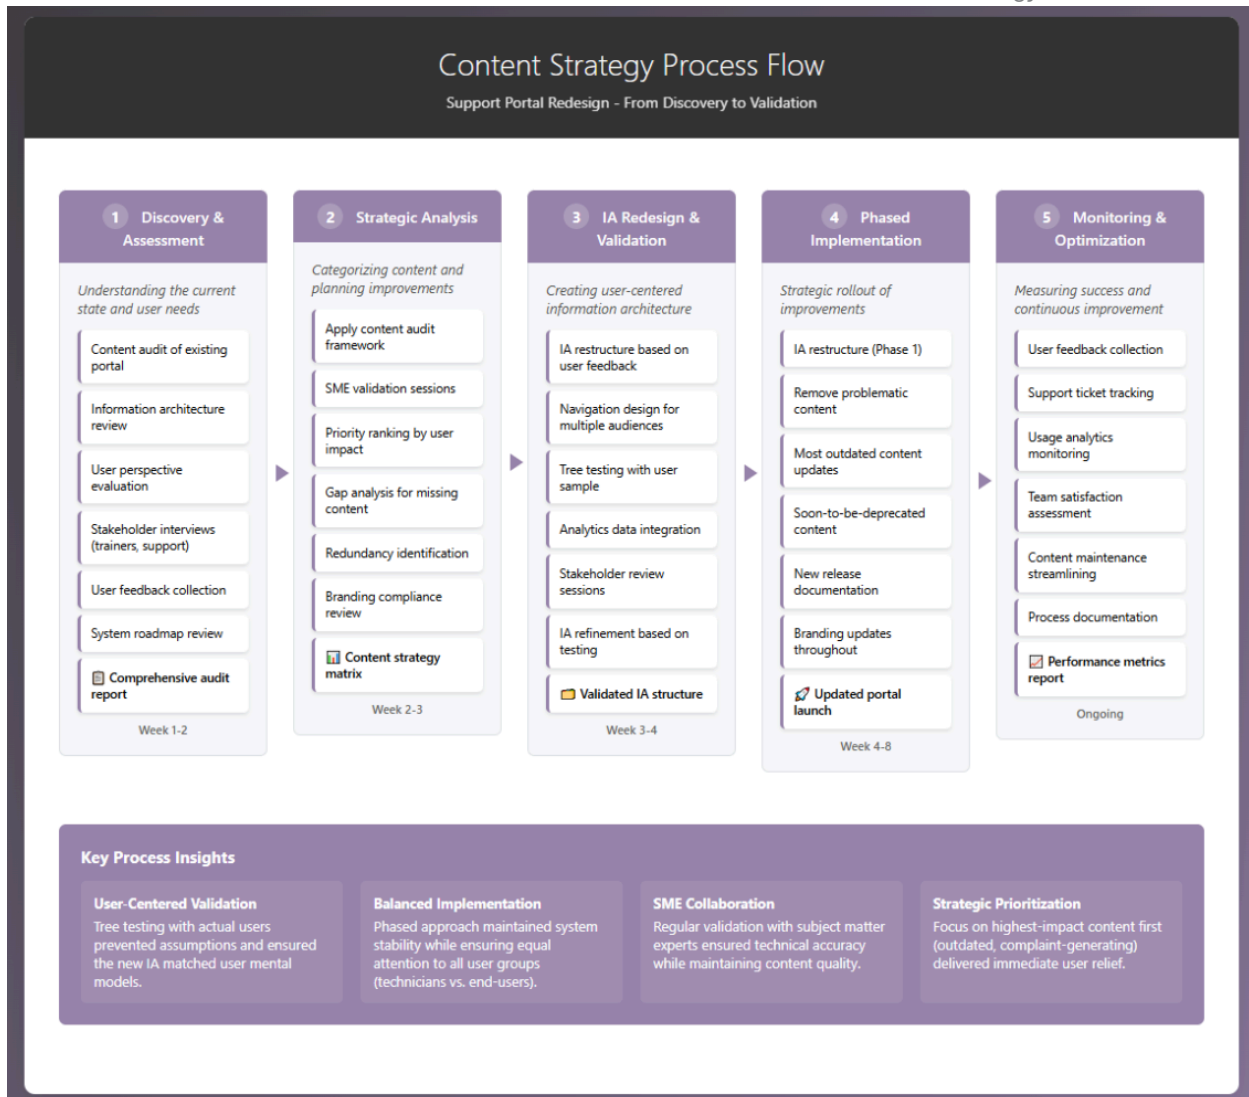 Content Strategy Process Flow
Support Portal Redesign - From Discovery to Validation
1 Discovery &
Assessment
Understanding the current
state and user needs
Content audit of existing
portal
Information architecture
review
User perspective
evaluation
Stakeholder interviews
(trainers, support)
User feedback collection
System roadmap review
Comprehensive audit
report
Week 1-2
2 Strategic Analysis
Categorizing content and
planning improvements
Apply content audit
framework
SME validation sessions
Priority ranking by user
impact
Gap analysis for missing
content
Redundancy identification
Branding compliance
review
Content strategy
matrix
Week 2-3
3 IA Redesign &
Validation
Creating user-centered
information architecture
IA restructure based on
user feedback
Navigation design for
multiple audiences
Tree testing with user
sample
Analytics data integration
Stakeholder review
sessions
IA refinement based on
testing
Validated IA structure
Week 3-4
4 Phased
Implementation
Strategic rollout of
improvements
IA restructure (Phase 1)
Remove problematic
content
Most outdated content
updates
Soon-to-be-deprecated
content
New release
documentation
Branding updates
throughout
Updated portal
launch
Week 4-8
5 Monitoring &
Optimization
Measuring success and
continuous improvement
User feedback collection
Support ticket tracking
Usage analytics
monitoring
Team satisfaction
assessment
Content maintenance
streamlining
Process documentation
Performance metrics
report
Ongoing
Key Process Insights
User-Centered Validation
Tree testing with actual users
prevented assumptions and ensured
the new IA matched user mental
models.
Balanced Implementation
Phased approach maintained system
stability while ensuring equal
attention to all user groups
(technicians vs. end-users).
SME Collaboration
Regular validation with subject matter
experts ensured technical accuracy
while maintaining content quality.
Strategic Prioritization
Focus on highest-impact content first
(outdated, complaint-generating)
delivered immediate user relief.